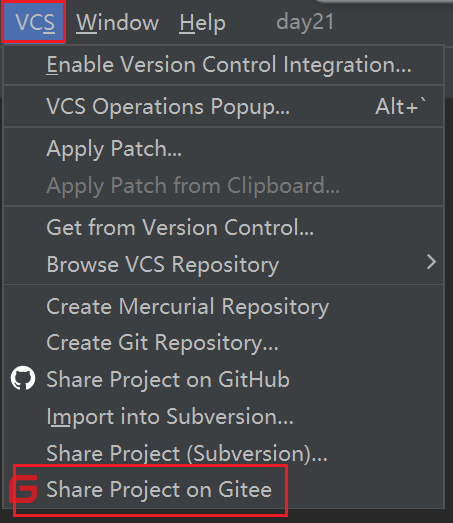 VCS Window Help day21
Enable Version Control Integration...
VCS Operations Popup... Alt+`
Apply Patch...
Apply Patch from Clipboard...
Get from Version Control...
Browse VCS Repository
Create Mercurial Repository
Create Git Repository...
Share Project on GitHub
Import into Subversion...
Share Project (Subversion)...
Share Project on Gitee